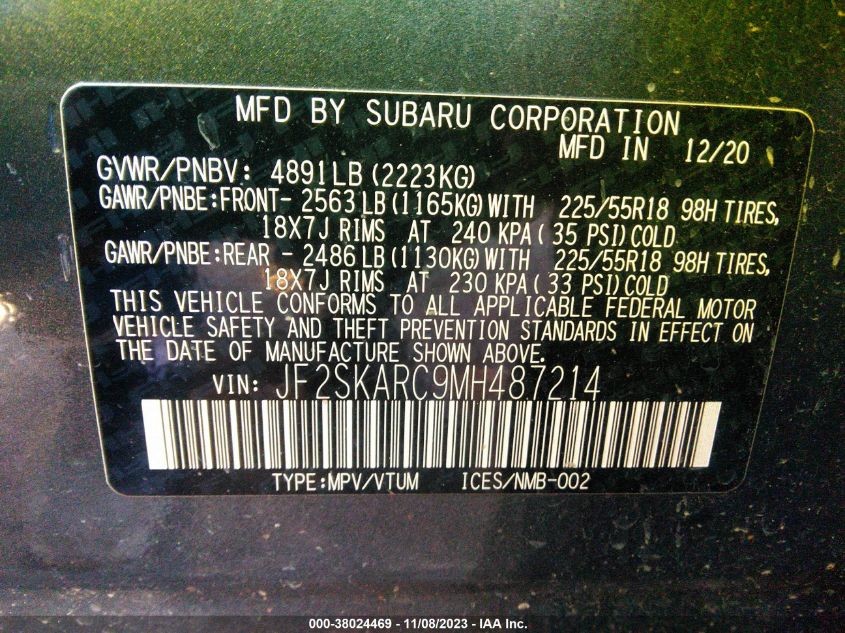 MFD BY SUBARU CORPORATION
MFD IN 12/20
GVWR/PNBV: 4891LB (2223KG)
GAWR/PNBE:FRONT- 2563LB(1165KG)WITH 225/55R18 98H TIRES,
18X7J RIMS AT 240 KPA( 35 PSI)COLD
GAWR/PNBE:REAR - 2486LB(1130KG)WITH 225/55R18 98H TIRES,
18X7J RIMS AT 230 KPA( 33 PSI)COLD
THIS VEHICLE CONFORMS TO ALL APPLICABLE FEDERAL MOTOR
VEHICLE SAFETY AND THEFT PREVENTION STANDARDS IN EFFECT ON
THE DATE OF MANUFACTURE SHOWN ABOVE.
VIN: JF2SKARC9MH487214
TYPE:MPV/VTUM ICES/NMB-002
000-38024469 - 11/08/2023 - IAA Inc.